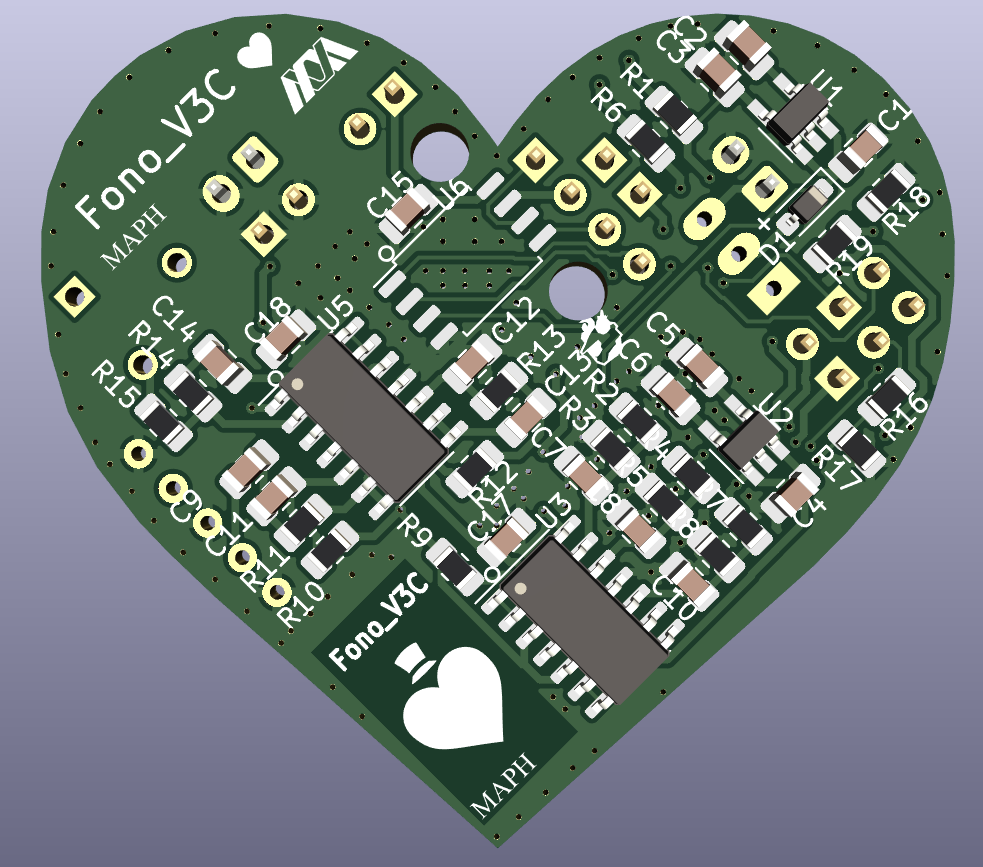 Fono_V3C
MAPH
C2
C3
R1
R6
U1
C1
R18
R19
D1
+
C15
U6
C14
R14
R15
C18
U5
C12
R13
C13
C5
C6
R2
R3
C7
U2
R16
R17
C4
R12
C17
U3
R9
C9
R11
R10
C10
Fono_V3C
MAPH